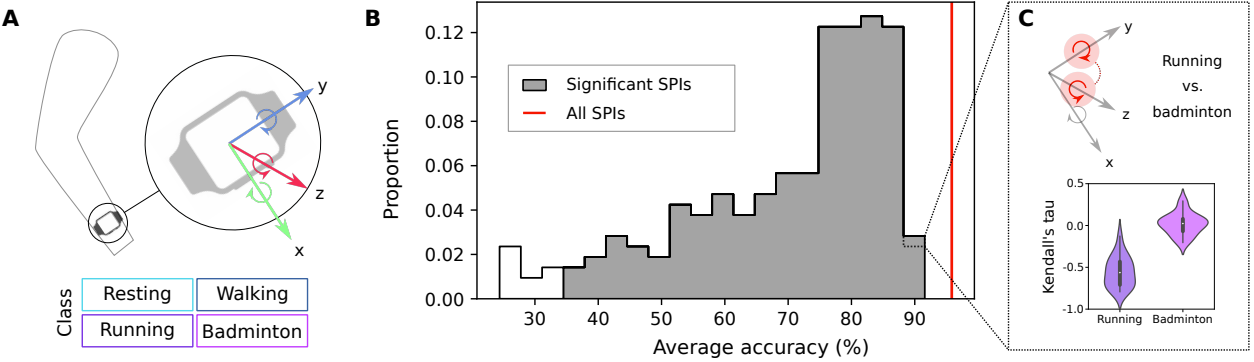 A
y
z
x
Class
Resting
Walking
Running
Badminton
B
Proportion
0.12
0.10
0.08
0.06
0.04
0.02
0.00
Significant SPIs
All SPIs
30
40
50
60
70
80
90
Average accuracy (%)
C
y
z
x
Running
vs.
badminton
Kendall's tau
0.5
0.0
-0.5
-1.0
Running
Badminton